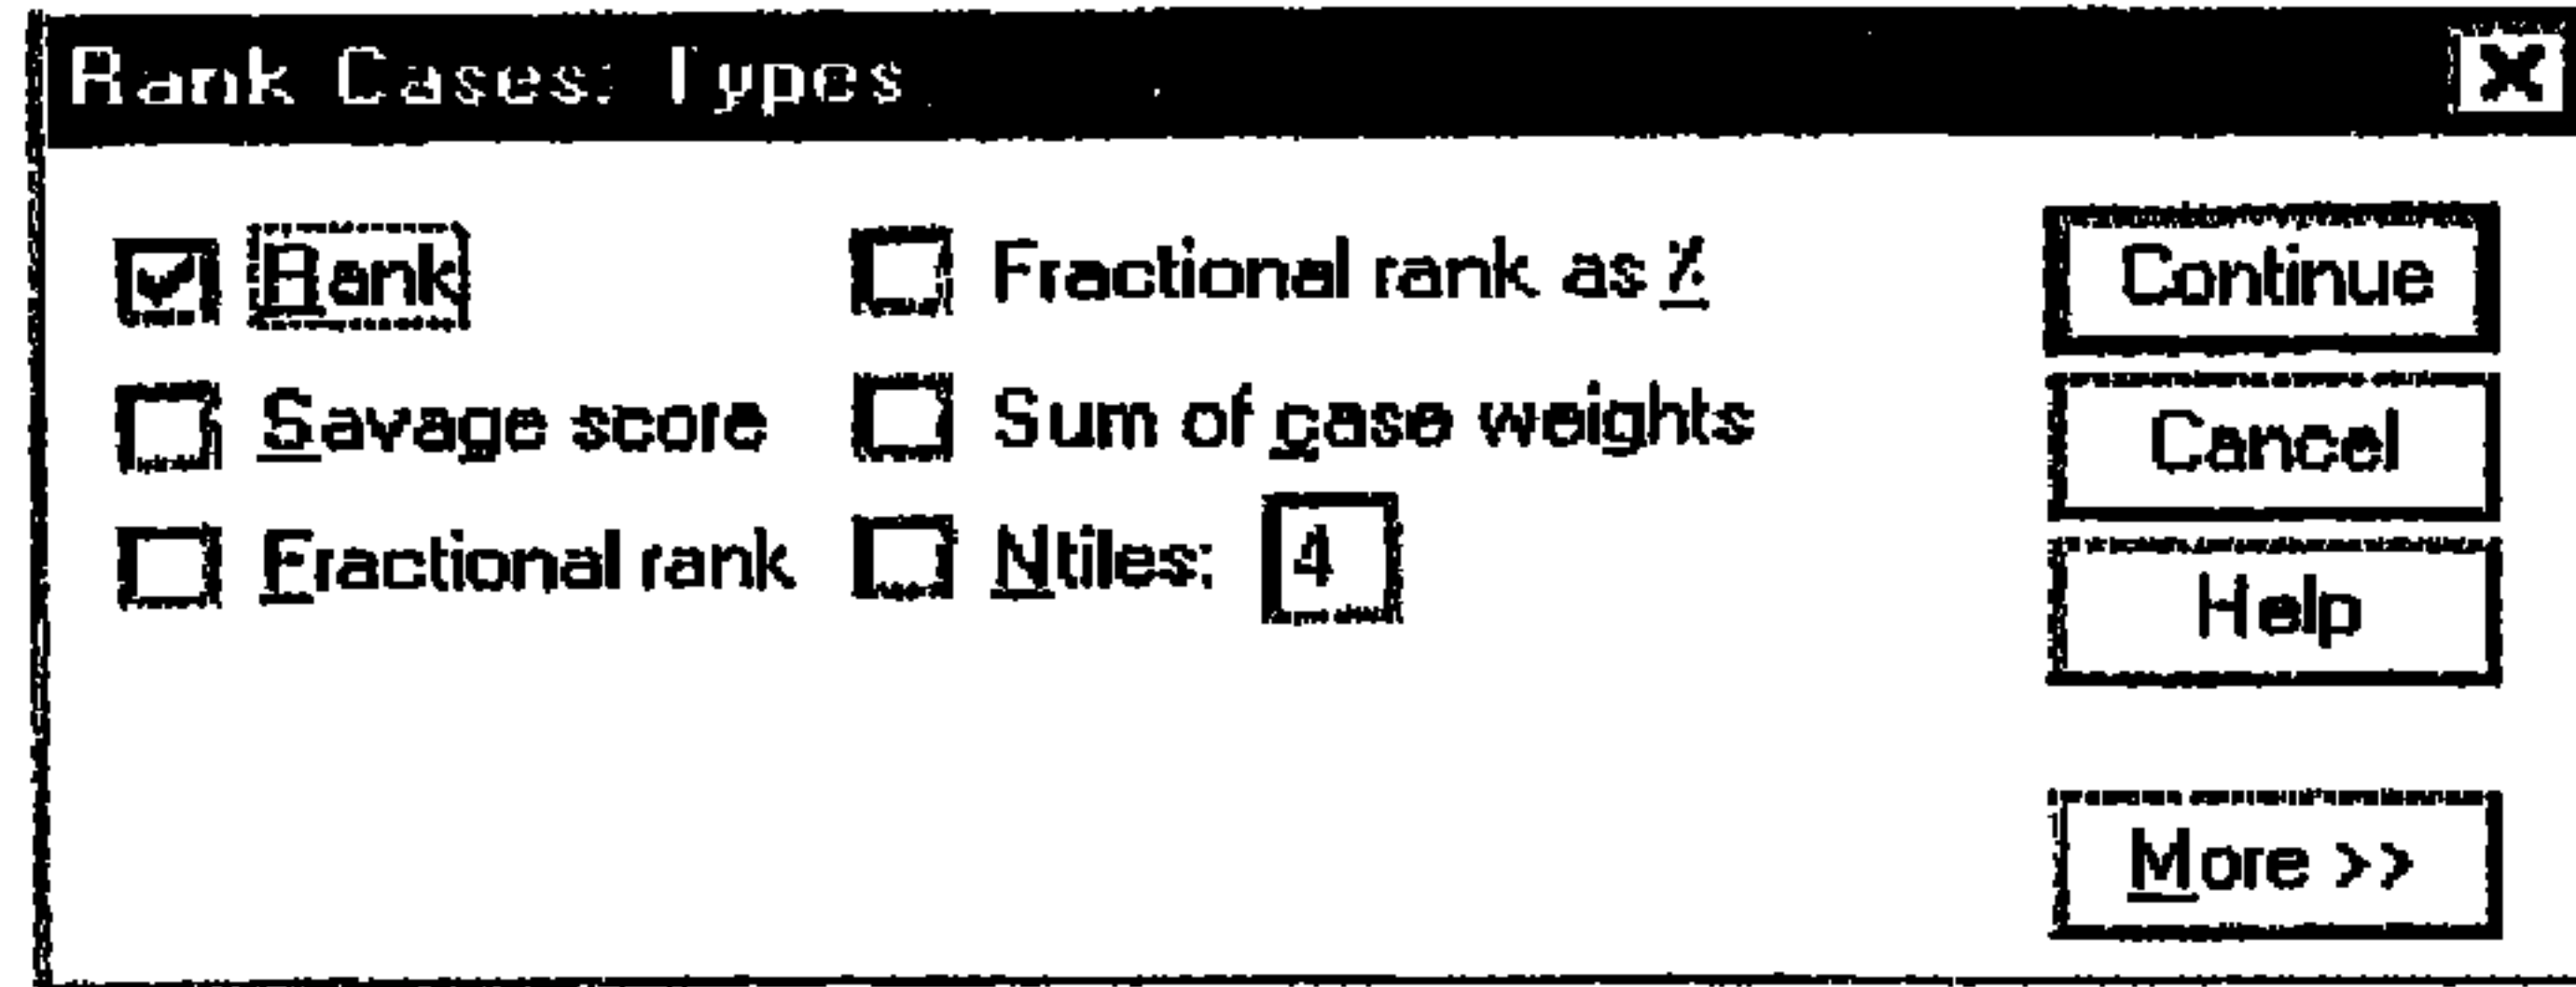 Rank Cases: Types
Rank
Fractional rank as %
Continue
Savage score
Sum of case weights
Cancel
Fractional rank
Ntiles: 4
Help
More >>